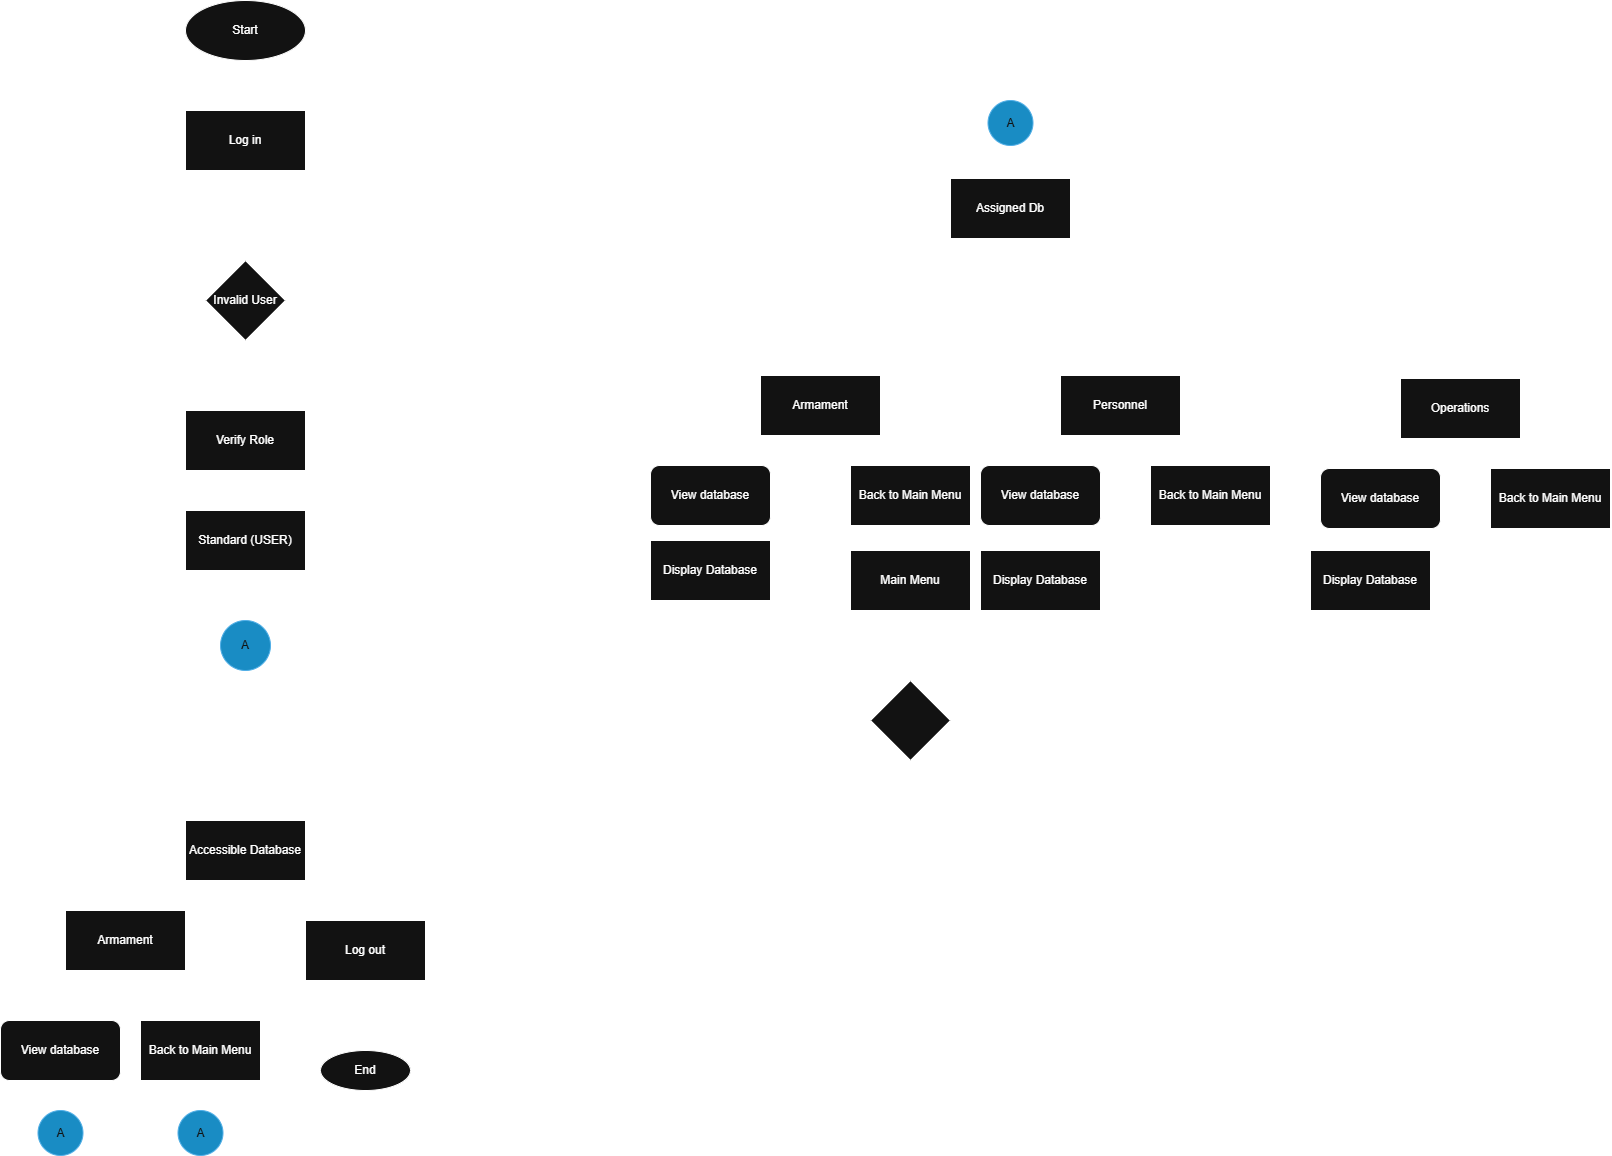 Start
Log in
Invalid User
Verify Role
Standard (USER)
A
Accessible Database
Armament
Log out
View database
Back to Main Menu
End
A
A
A
Assigned Db
Armament
Personnel
Operations
View database
Back to Main Menu
View database
Back to Main Menu
View database
Back to Main Menu
Display Database
Main Menu
Display Database
Display Database